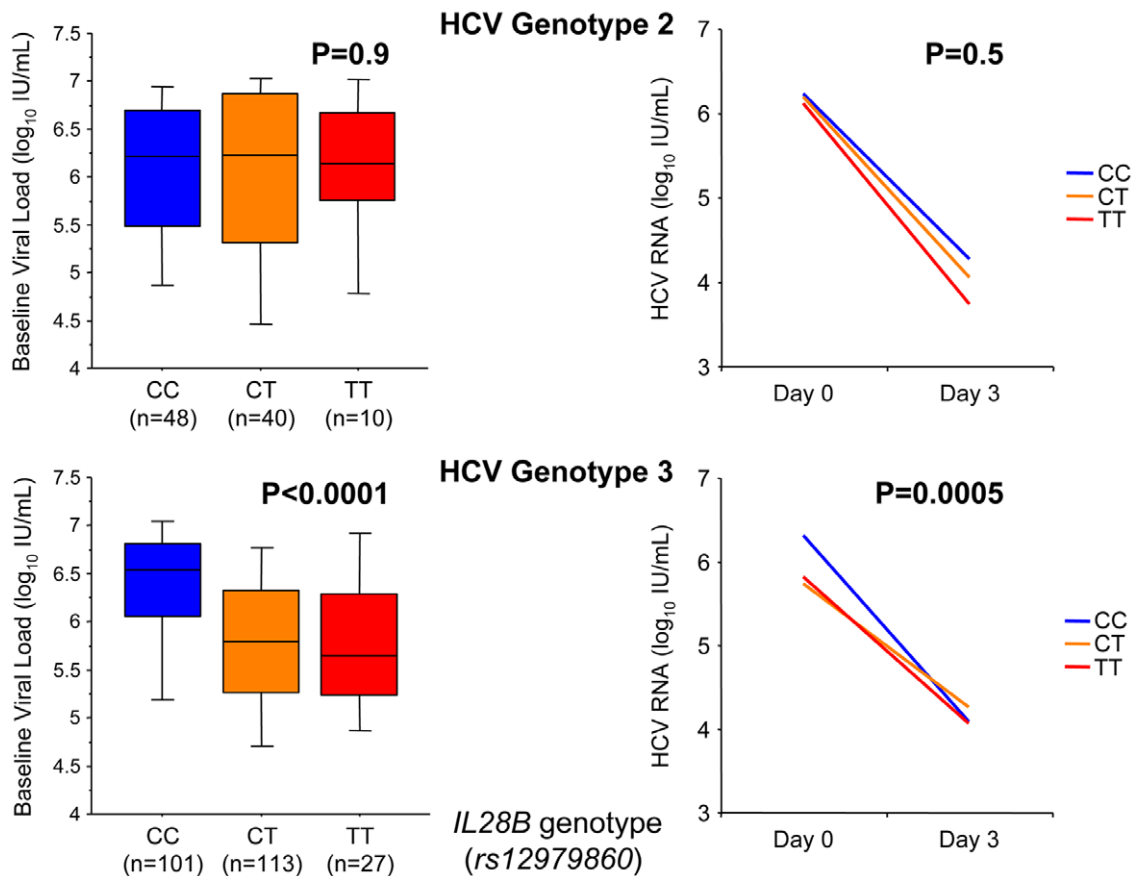 HCV Genotype 2
Baseline Viral Load (log10 IU/mL)
7.5
7
6.5
6
5.5
5
4.5
4
P=0.9
CC CT TT
(n=48) (n=40) (n=10)
HCV RNA (log10 IU/mL)
7
6
5
4
3
P=0.5
CC
CT
TT
Day 0 Day 3
HCV Genotype 3
Baseline Viral Load (log10 IU/mL)
7.5
7
6.5
6
5.5
5
4.5
4
P<0.0001
CC CT TT
(n=101) (n=113) (n=27)
HCV RNA (log10 IU/mL)
7
6
5
4
3
P=0.0005
CC
CT
TT
Day 0 Day 3
IL28B genotype
(rs12979860)